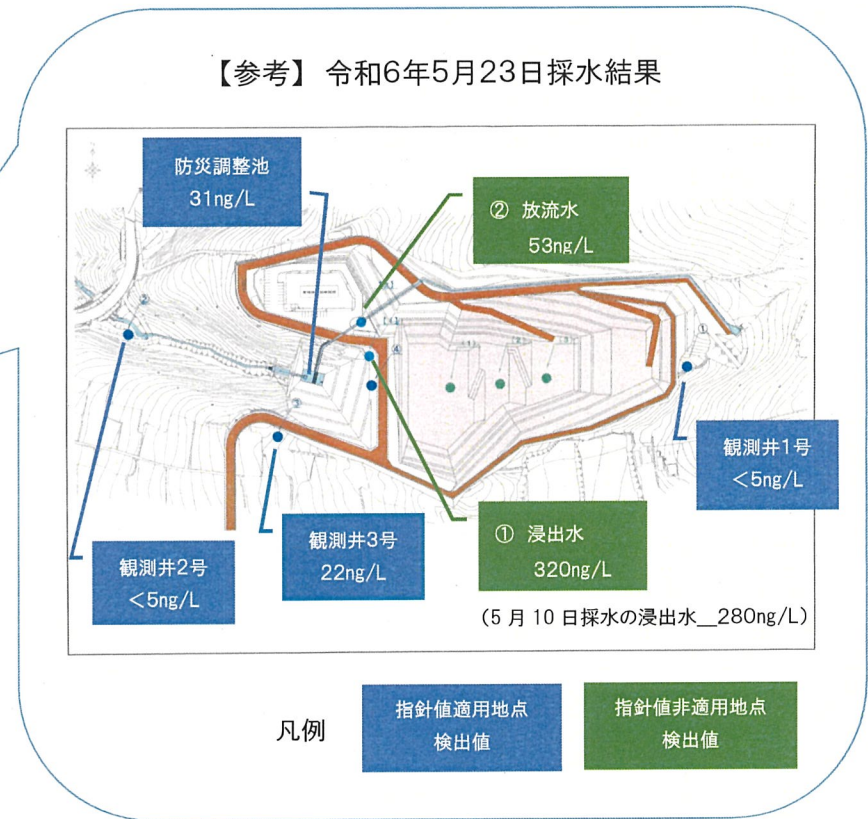 【参考】 令和6年5月23日採水結果
防災調整池
31ng/L
② 放流水
53ng/L
①
④
観測井1号
<5ng/L
① 浸出水
320ng/L
観測井3号
22ng/L
観測井2号
<5ng/L
(5月10日採水の浸出水__280ng/L)
凡例
指針値適用地点
検出値
指針値非適用地点
検出値